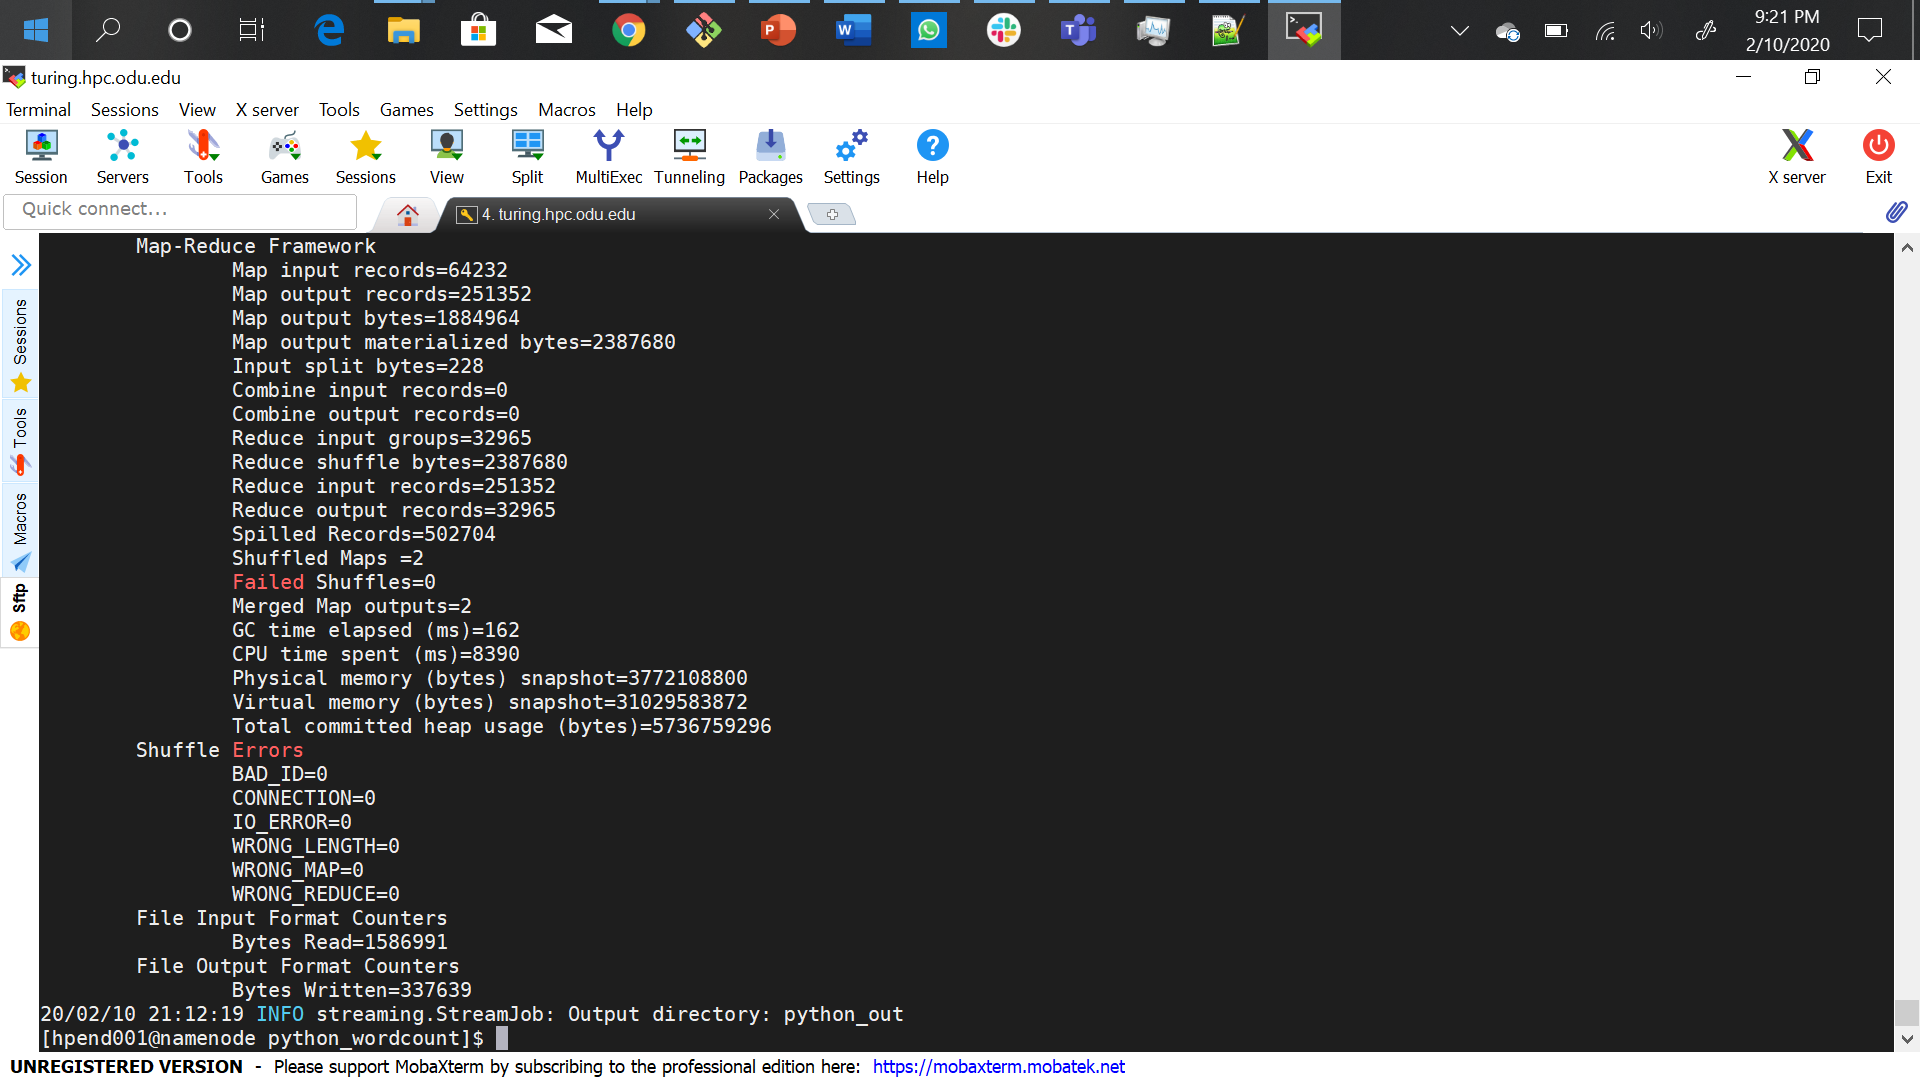 9:21 PM
2/10/2020
turing.hpc.odu.edu
Terminal Sessions View X server Tools Games Settings Macros Help
Session Servers Tools Games Sessions View Split MultiExec Tunneling Packages Settings Help X server Exit
Quick connect...
4. turing.hpc.odu.edu
Sessions
Tools
Macros
Sftp
Map-Reduce Framework
Map input records=64232
Map output records=251352
Map output bytes=1884964
Map output materialized bytes=2387680
Input split bytes=228
Combine input records=0
Combine output records=0
Reduce input groups=32965
Reduce shuffle bytes=2387680
Reduce input records=251352
Reduce output records=32965
Spilled Records=502704
Shuffled Maps =2
Failed Shuffles=0
Merged Map outputs=2
GC time elapsed (ms)=162
CPU time spent (ms)=8390
Physical memory (bytes) snapshot=3772108800
Virtual memory (bytes) snapshot=31029583872
Total committed heap usage (bytes)=5736759296
Shuffle Errors
BAD_ID=0
CONNECTION=0
IO_ERROR=0
WRONG_LENGTH=0
WRONG_MAP=0
WRONG_REDUCE=0
File Input Format Counters
Bytes Read=1586991
File Output Format Counters
Bytes Written=337639
20/02/10 21:12:19 INFO streaming.StreamJob: Output directory: python_out
[hpend001@namenode python_wordcount]$
UNREGISTERED VERSION - Please support MobaXterm by subscribing to the professional edition here: https://mobaxterm.mobatek.net